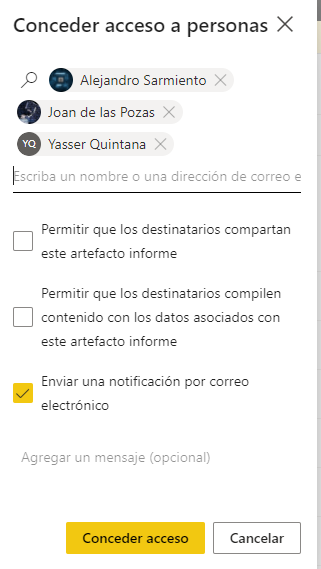 Conceder acceso a personas
Alejandro Sarmiento
Joan de las Pozas
YQ Yasser Quintana
Escriba un nombre o una dirección de correo e
Permitir que los destinatarios compartan
este artefacto informe
Permitir que los destinatarios compilen
contenido con los datos asociados con
este artefacto informe
Enviar una notificación por correo
electrónico
Agregar un mensaje (opcional)
Conceder acceso
Cancelar